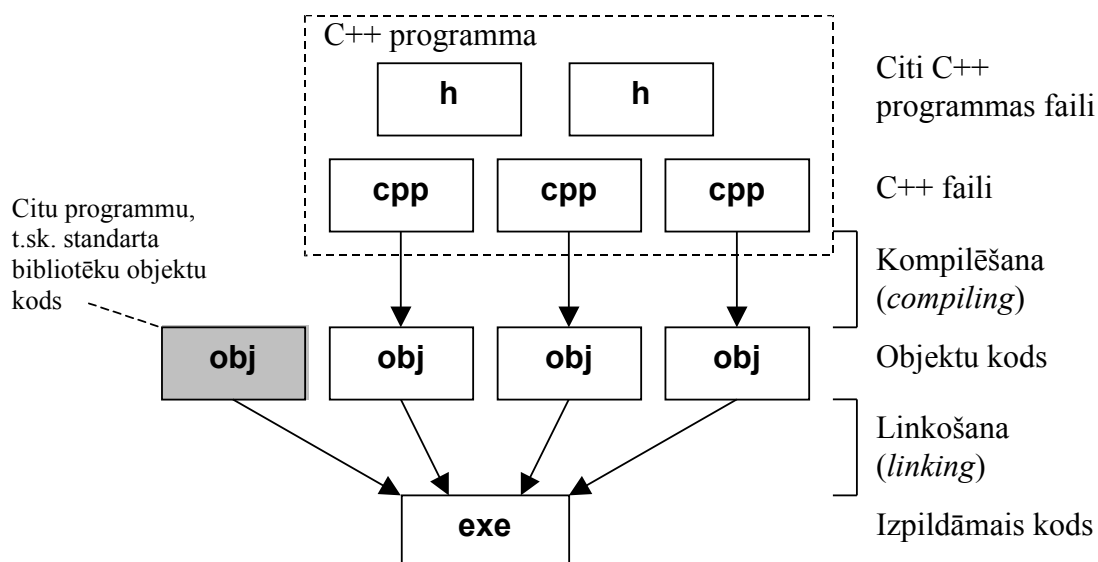 C++ programma
h h
Citi C++
programmas faili
cpp cpp cpp
C++ faili
Citu programmu,
t.sk. standarta
bibliotēku objektu
kods
Kompilēšana
(compiling)
obj obj obj obj
Objektu kods
Linkošana
(linking)
exe
Izpildāmais kods